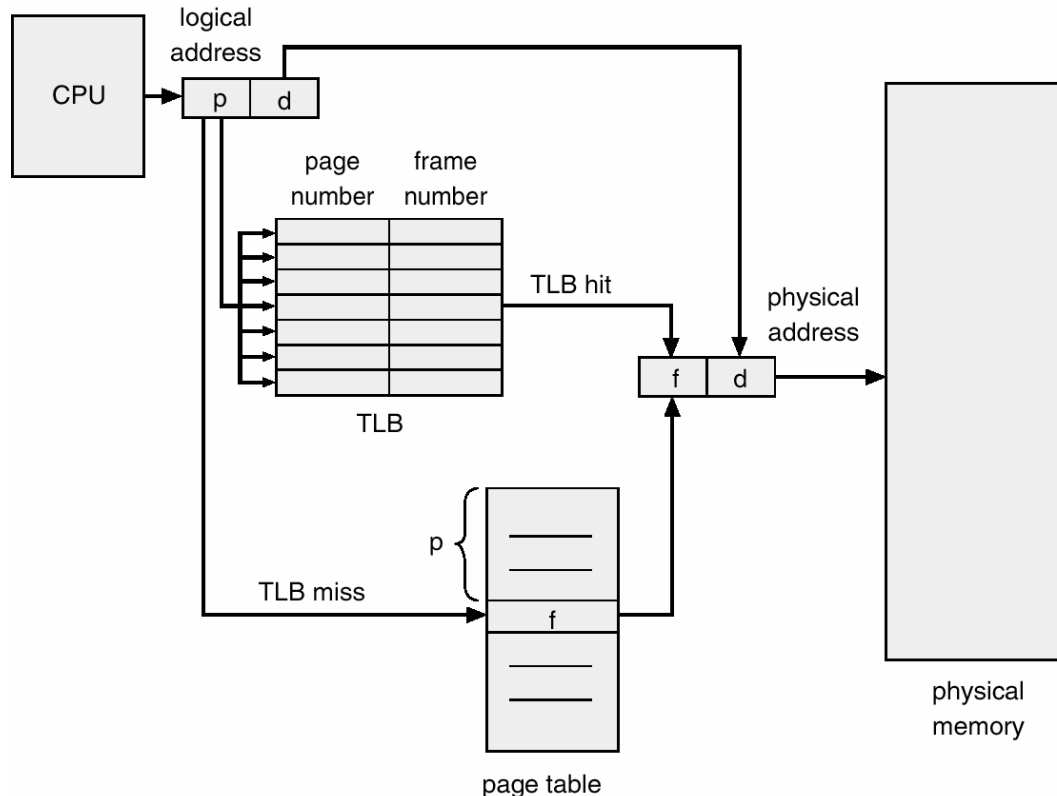 logical
address
CPU
p
d
page
number
frame
number
TLB hit
physical
address
f
d
TLB
p
TLB miss
f
physical
memory
page table